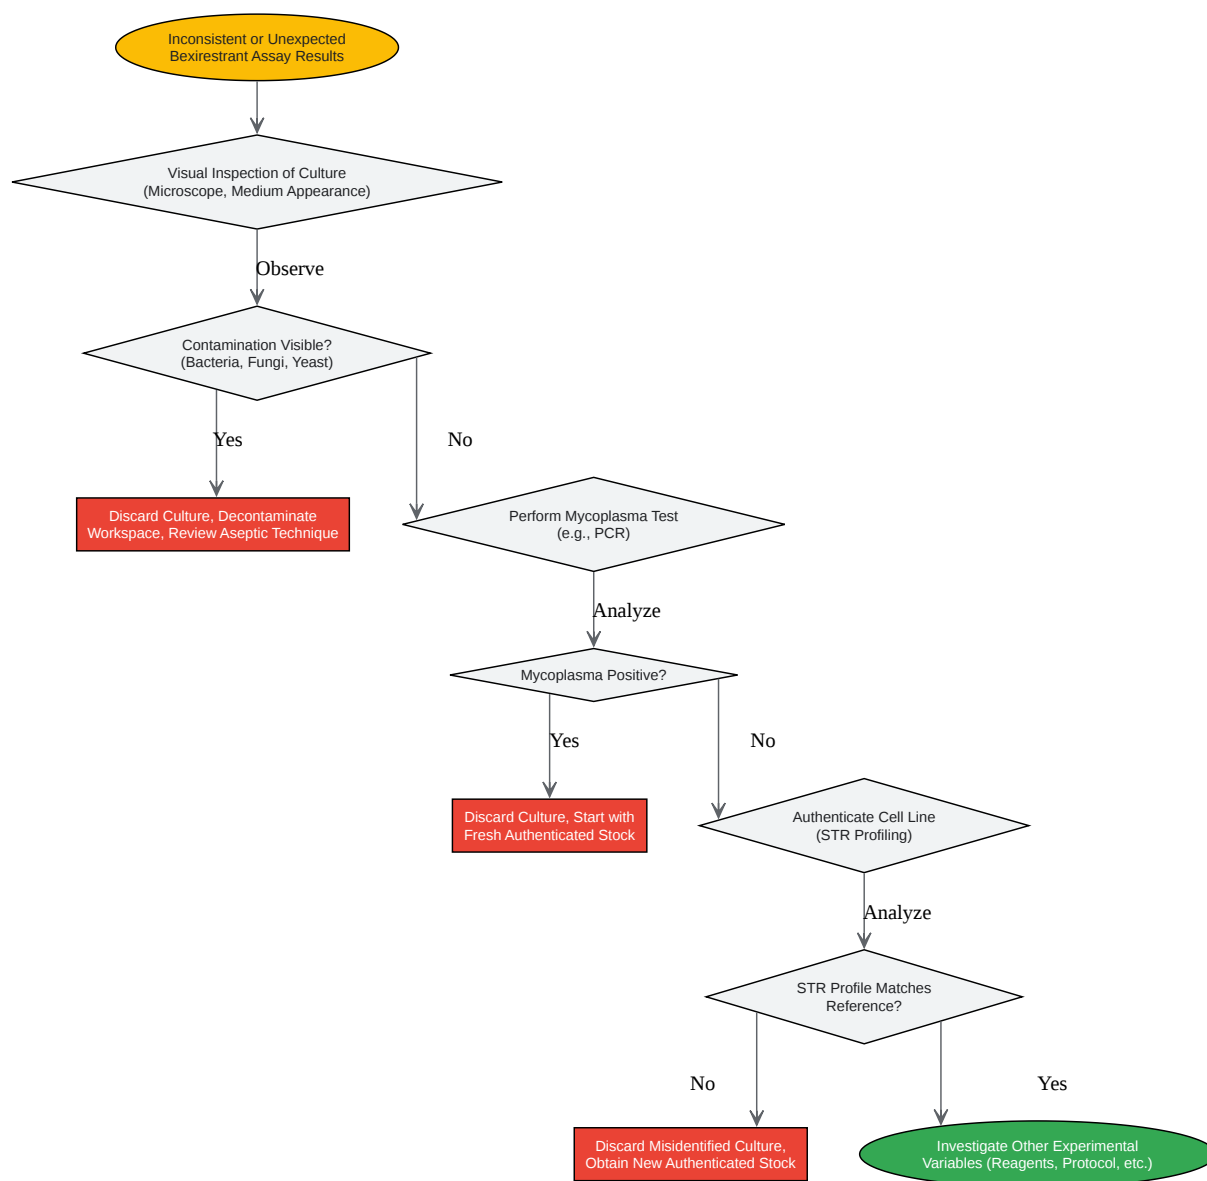 Inconsistent or Unexpected
Bexirestrant Assay Results
Visual Inspection of Culture
(Microscope, Medium Appearance)
Observe
Contamination Visible?
(Bacteria, Fungi, Yeast)
Yes
No
Discard Culture, Decontaminate
Workspace, Review Aseptic Technique
Perform Mycoplasma Test
(e.g., PCR)
Analyze
Mycoplasma Positive?
Yes
No
Discard Culture, Start with
Fresh Authenticated Stock
Authenticate Cell Line
(STR Profiling)
Analyze
STR Profile Matches
Reference?
No
Yes
Discard Misidentified Culture,
Obtain New Authenticated Stock
Investigate Other Experimental
Variables (Reagents, Protocol, etc.)